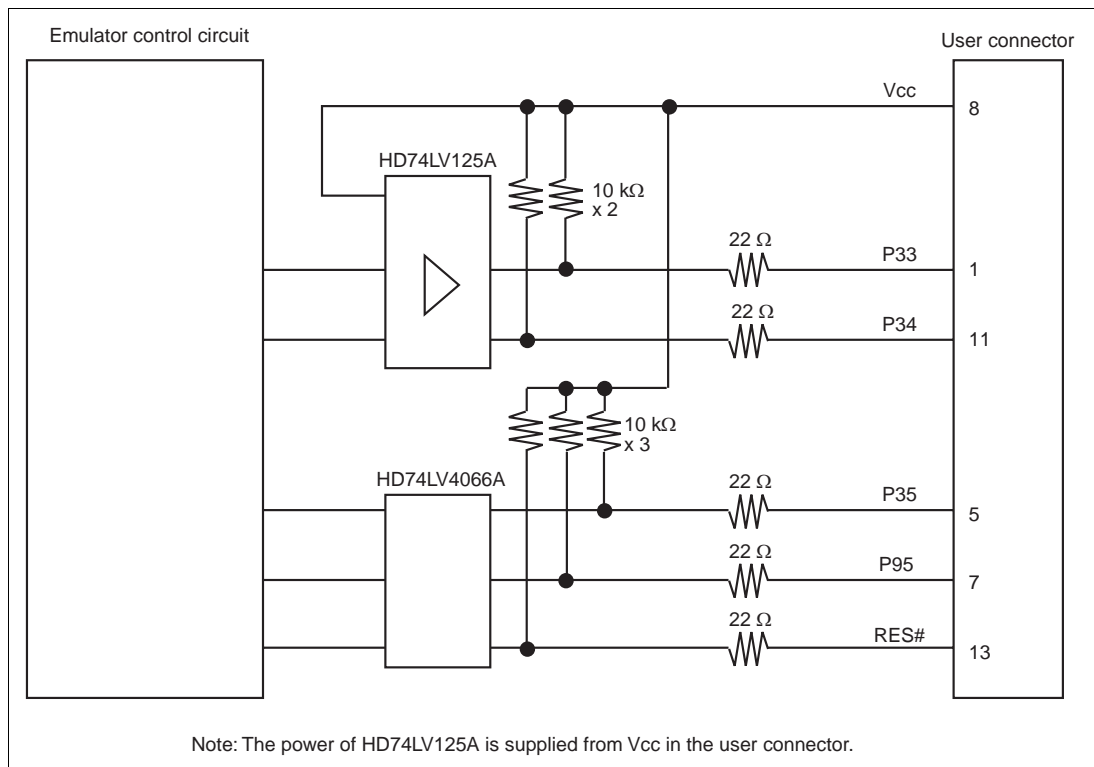 Emulator control circuit
User connector
Vcc
8
HD74LV125A
10 kΩ
x 2
22 Ω
P33
1
22 Ω
P34
11
10 kΩ
x 3
HD74LV4066A
22 Ω
P35
5
22 Ω
P95
7
22 Ω
RES#
13
Note: The power of HD74LV125A is supplied from Vcc in the user connector.